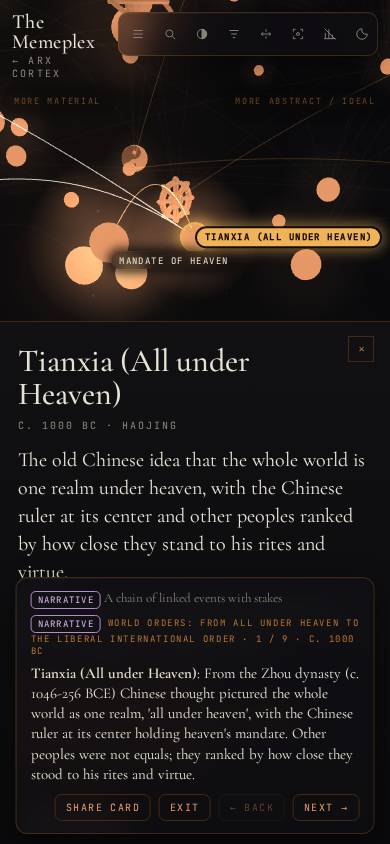 The
Memeplex
← ARX
CORTEX
MORE MATERIAL
MORE ABSTRACT / IDEAL
TIANXIA (ALL UNDER HEAVEN)
MANDATE OF HEAVEN
Tianxia (All under
Heaven)
×
C. 1000 BC · HAOJING
The old Chinese idea that the whole world is
one realm under heaven, with the Chinese
ruler at its center and other peoples ranked
by how close they stand to his rites and
virtue.
NARRATIVE A chain of linked events with stakes
NARRATIVE WORLD ORDERS: FROM ALL UNDER HEAVEN TO
THE LIBERAL INTERNATIONAL ORDER · 1 / 9 · C. 1000
BC
Tianxia (All under Heaven): From the Zhou dynasty (c.
1046-256 BCE) Chinese thought pictured the whole
world as one realm, 'all under heaven', with the Chinese
ruler at its center holding heaven's mandate. Other
peoples were not equals; they ranked by how close they
stood to his rites and virtue.
SHARE CARD EXIT ← BACK NEXT →